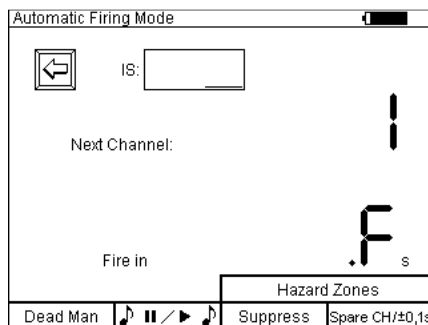 Automatic Firing Mode
IS:
Next Channel: 1
Fire in .F s
Hazard Zones
Dead Man Suppress Spare CH/±0,1s